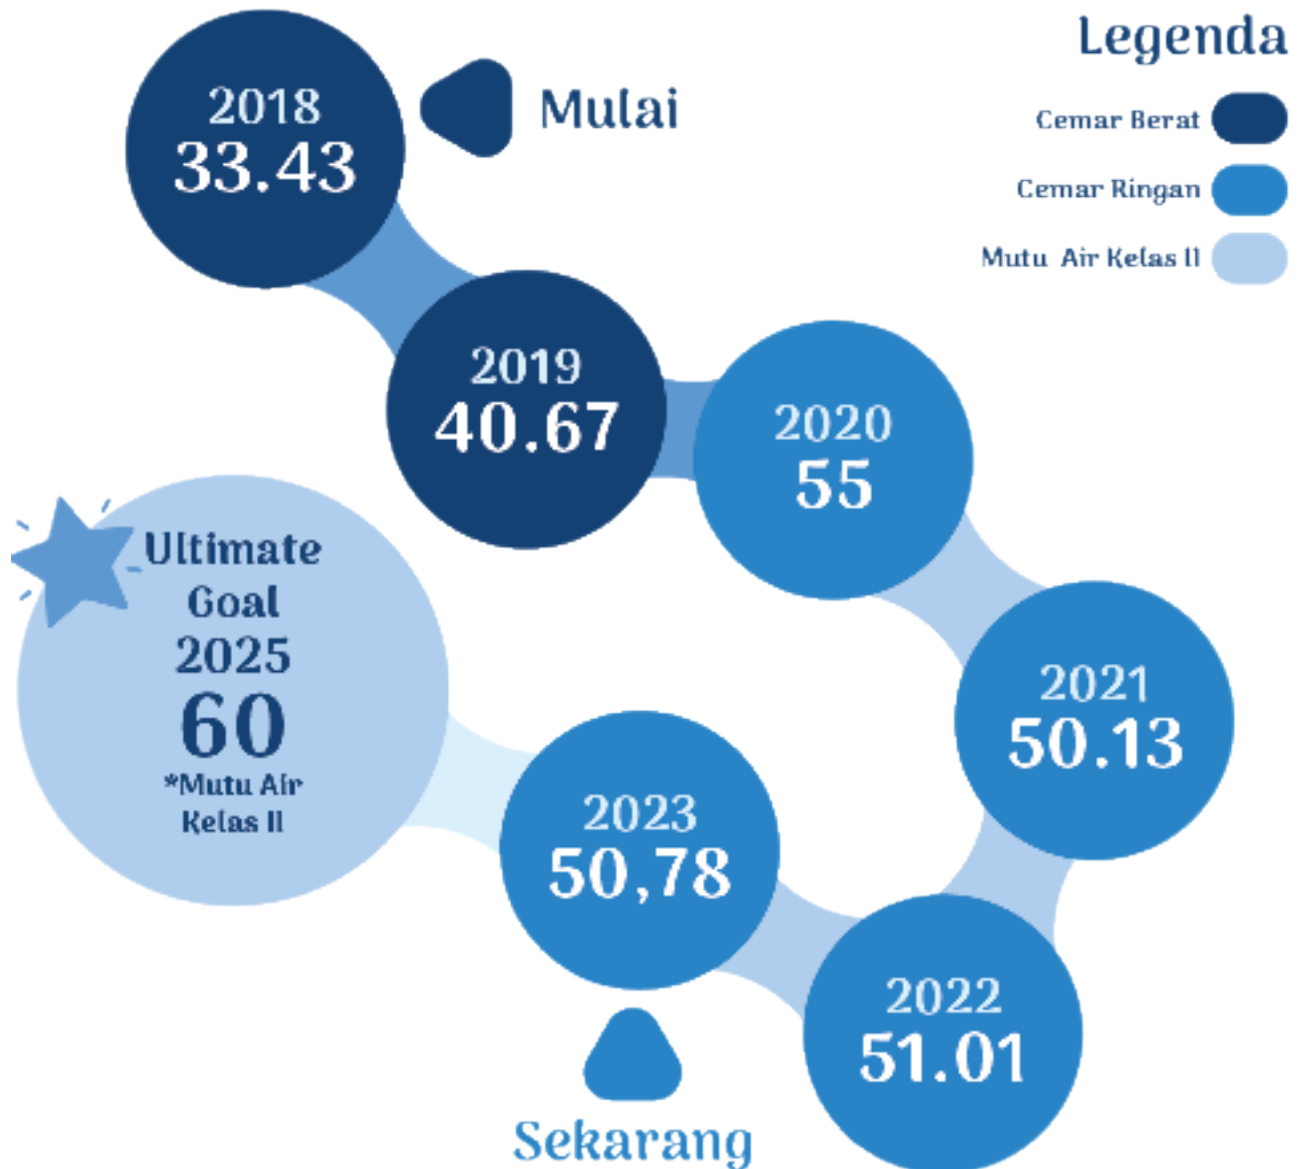 2018
33.43
Mulai
Legenda
Cemar Berat
Cemar Ringan
Mutu Air Kelas II
2019
40.67
2020
55
2021
50.13
2022
51.01
2023
50,78
Sekarang
Ultimate
Goal
2025
60
*Mutu Air
Kelas II